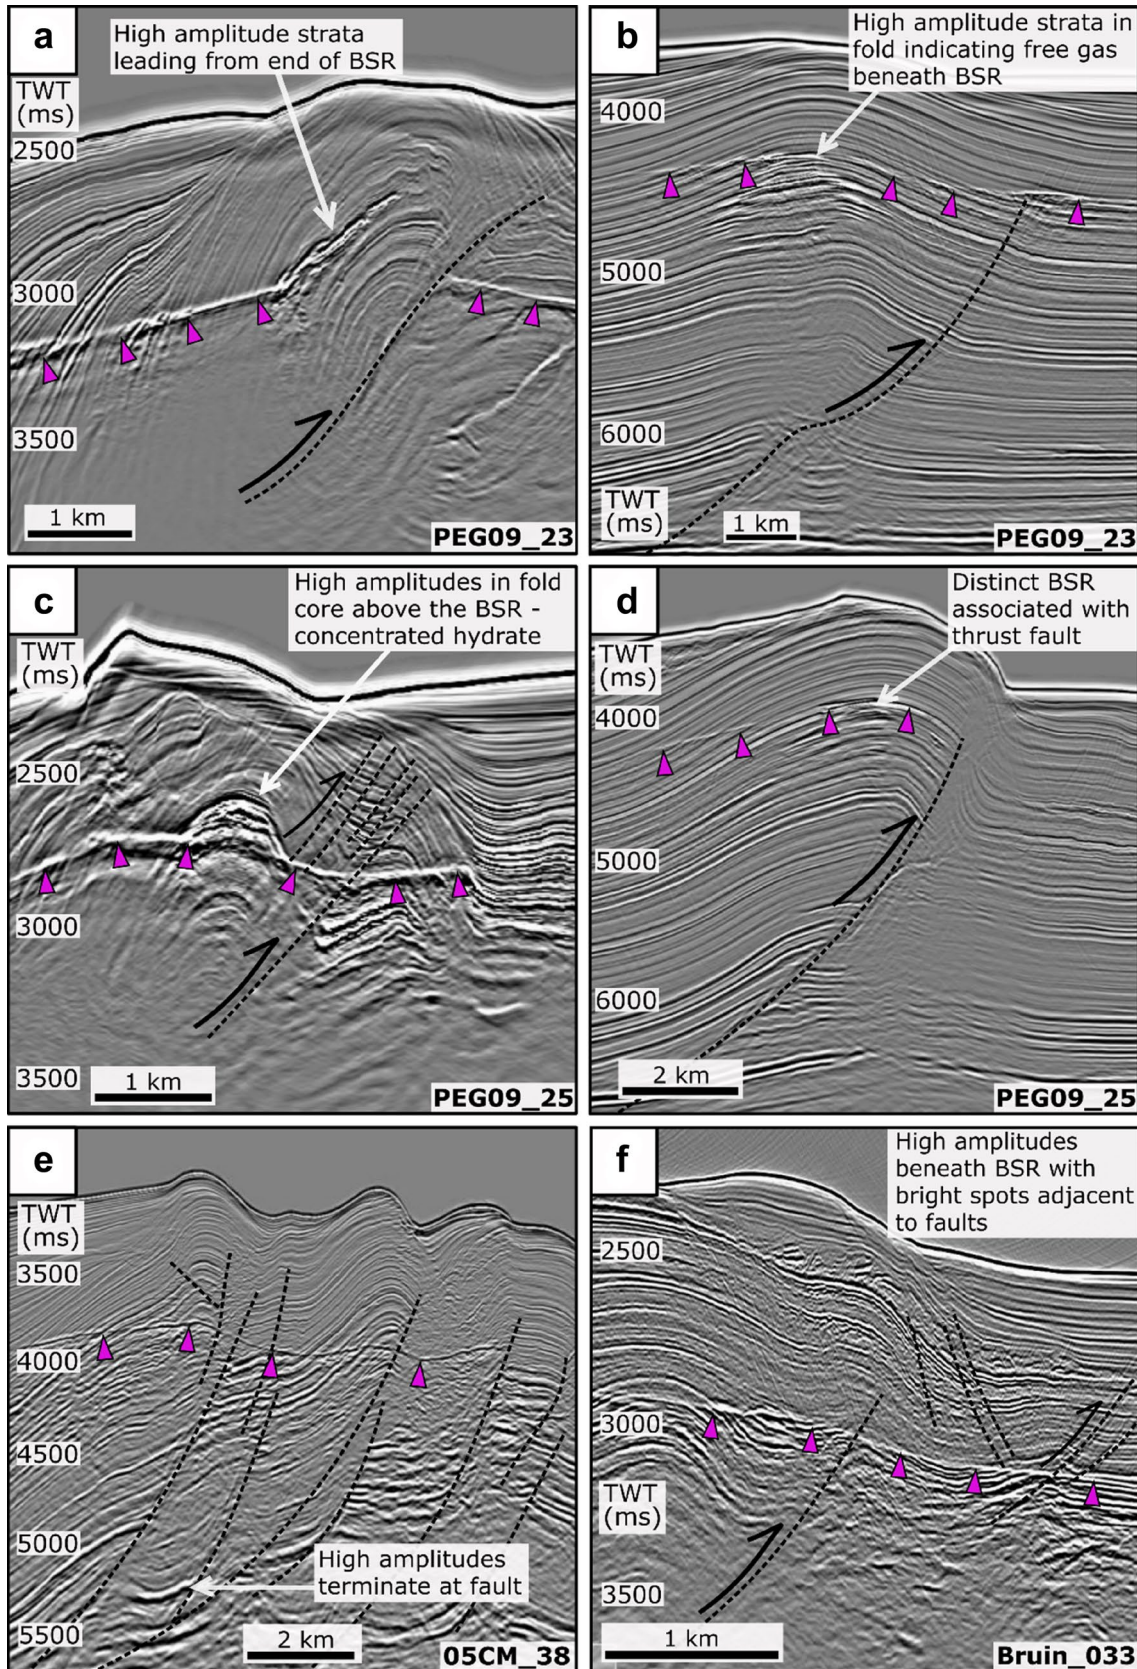 a
High amplitude strata
leading from end of BSR
TWT
(ms)
2500
3000
3500
1 km
PEG09_23
b
High amplitude strata in
fold indicating free gas
beneath BSR
4000
5000
6000
TWT
(ms)
1 km
PEG09_23
c
High amplitudes in fold
core above the BSR -
concentrated hydrate
TWT
(ms)
2500
3000
3500
1 km
PEG09_25
d
Distinct BSR
associated with
thrust fault
TWT
(ms)
4000
5000
6000
2 km
PEG09_25
e
TWT
(ms)
3500
4000
4500
5000
5500
High amplitudes
terminate at fault
2 km
05CM_38
f
High amplitudes
beneath BSR with
bright spots adjacent
to faults
2500
3000
TWT
(ms)
3500
1 km
Bruin_033